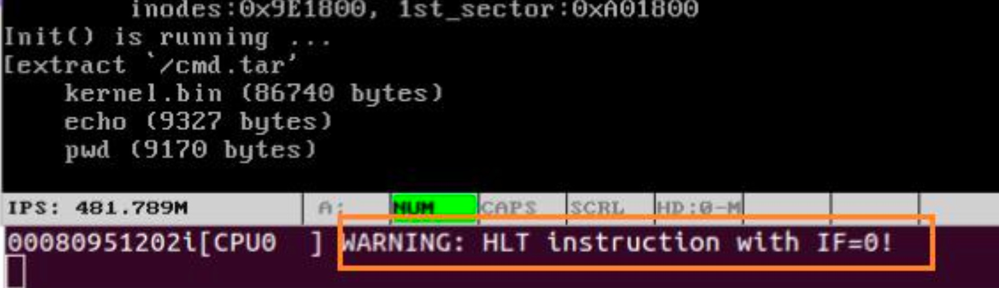 inodes:0x9E1800, 1st_sector:0xA01800
Init() is running ...
[extract `/cmd.tar'
kernel.bin (86740 bytes)
echo (9327 bytes)
pwd (9170 bytes)
IPS: 481.789M A: NUM CAPS SCRL HD:0-M
00080951202i[CPU0  ] WARNING: HLT instruction with IF=0!